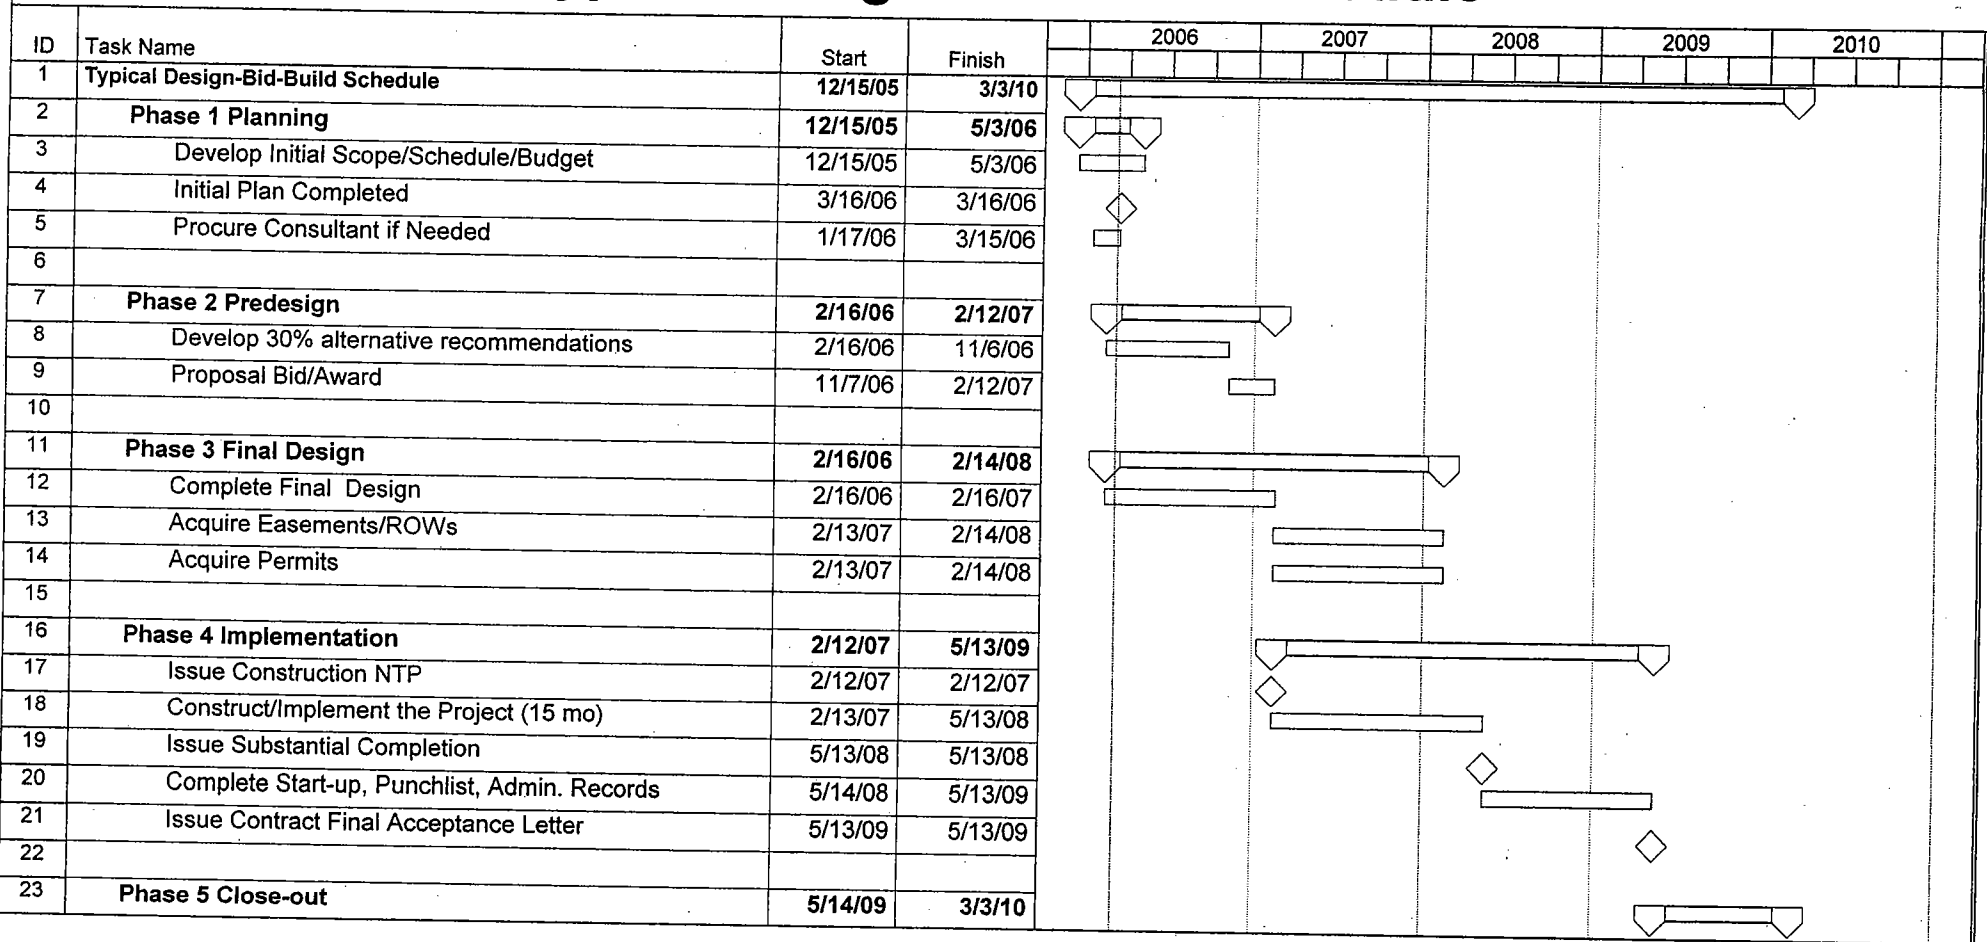 2006 2007 2008 2009 2010
ID Task Name Start Finish
1 Typical Design-Bid-Build Schedule 12/15/05 3/3/10
2 Phase 1 Planning 12/15/05 5/3/06
3 Develop Initial Scope/Schedule/Budget 12/15/05 5/3/06
4 Initial Plan Completed 3/16/06 3/16/06
5 Procure Consultant if Needed 1/17/06 3/15/06
6
7 Phase 2 Predesign 2/16/06 2/12/07
8 Develop 30% alternative recommendations 2/16/06 11/6/06
9 Proposal Bid/Award 11/7/06 2/12/07
10
11 Phase 3 Final Design 2/16/06 2/14/08
12 Complete Final Design 2/16/06 2/16/07
13 Acquire Easements/ROWs 2/13/07 2/14/08
14 Acquire Permits 2/13/07 2/14/08
15
16 Phase 4 Implementation 2/12/07 5/13/09
17 Issue Construction NTP 2/12/07 2/12/07
18 Construct/Implement the Project (15 mo) 2/13/07 5/13/08
19 Issue Substantial Completion 5/13/08 5/13/08
20 Complete Start-up, Punchlist, Admin. Records 5/14/08 5/13/09
21 Issue Contract Final Acceptance Letter 5/13/09 5/13/09
22
23 Phase 5 Close-out 5/14/09 3/3/10